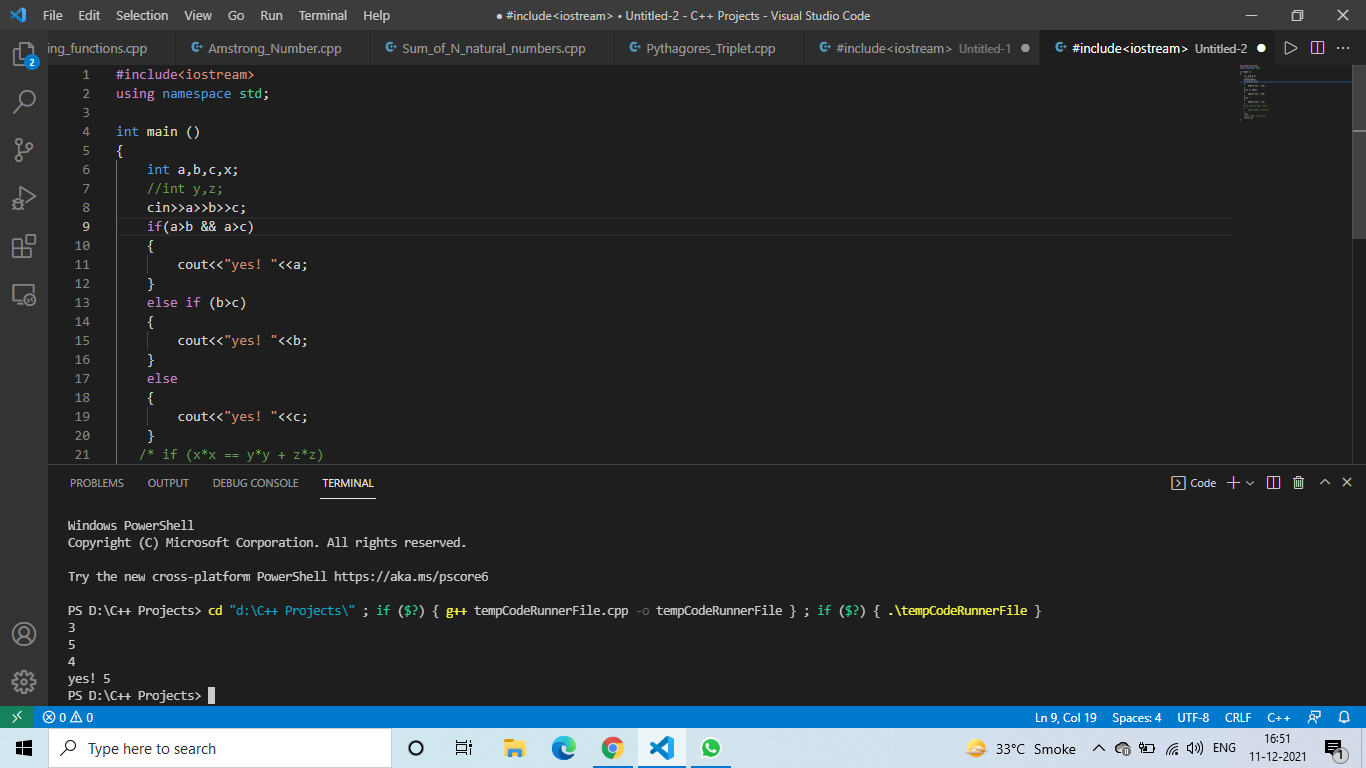 File Edit Selection View Go Run Terminal Help ● #include<iostream> • Untitled-2 - C++ Projects - Visual Studio Code
ing_functions.cpp Amstrong_Number.cpp Sum_of_N_natural_numbers.cpp Pythagores_Triplet.cpp #include<iostream> Untitled-1 ● #include<iostream> Untitled-2 ●
2
1 #include<iostream>
2 using namespace std;
3
4 int main ()
5 {
6 int a,b,c,x;
7 //int y,z;
8 cin>>a>>b>>c;
9 if(a>b && a>c)
10 {
11 cout<<"yes! "<<a;
12 }
13 else if (b>c)
14 {
15 cout<<"yes! "<<b;
16 }
17 else
18 {
19 cout<<"yes! "<<c;
20 }
21 /* if (x*x == y*y + z*z)
PROBLEMS OUTPUT DEBUG CONSOLE TERMINAL Code
Windows PowerShell
Copyright (C) Microsoft Corporation. All rights reserved.
Try the new cross-platform PowerShell https://aka.ms/pscore6
PS D:\C++ Projects> cd "d:\C++ Projects\" ; if ($?) { g++ tempCodeRunnerFile.cpp -o tempCodeRunnerFile } ; if ($?) { .\tempCodeRunnerFile }
3
5
4
yes! 5
PS D:\C++ Projects>
0 0 Ln 9, Col 19 Spaces: 4 UTF-8 CRLF C++
Type here to search 33°C Smoke ENG 16:51
11-12-2021 1